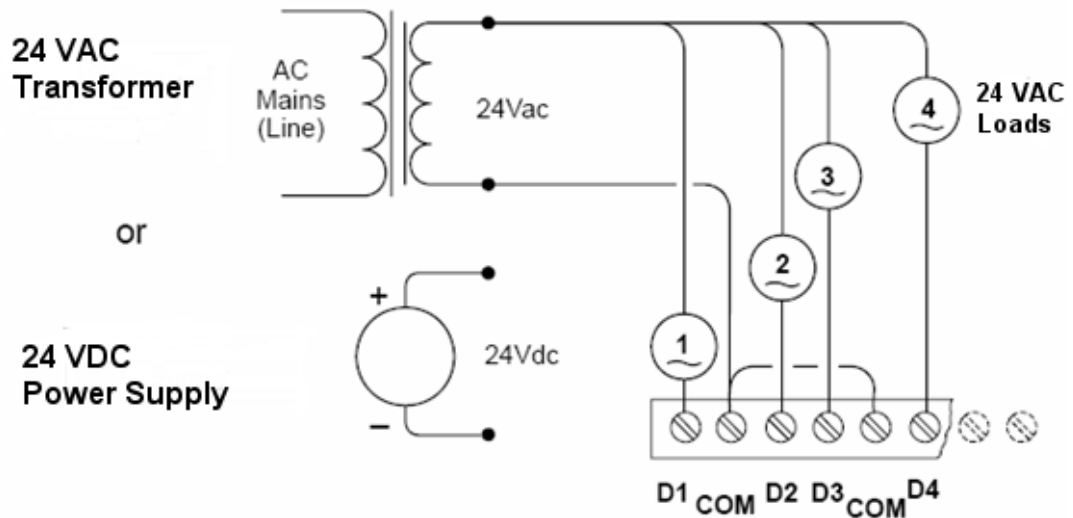 24 VAC
Transformer
AC
Mains
(Line)
24Vac
4
24 VAC
Loads
3
or
2
+
24 VDC
Power Supply
24Vdc
1
−
D1 COM D2 D3 COM D4